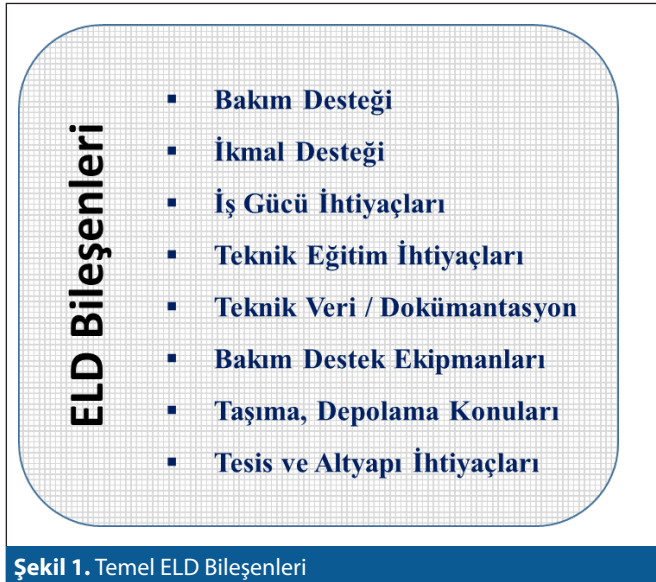 ELD Bileşenleri
▪ Bakım Desteği
▪ İkmal Desteği
▪ İş Gücü İhtiyaçları
▪ Teknik Eğitim İhtiyaçları
▪ Teknik Veri / Dokümantasyon
▪ Bakım Destek Ekipmanları
▪ Taşıma, Depolama Konuları
▪ Tesis ve Altyapı İhtiyaçları
Şekil 1. Temel ELD Bileşenleri